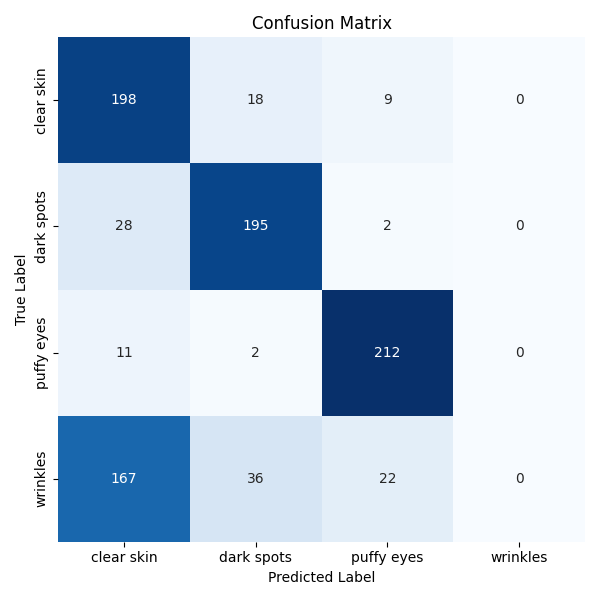 Confusion Matrix
True Label
clear skin
198 18 9 0
dark spots
28 195 2 0
puffy eyes
11 2 212 0
wrinkles
167 36 22 0
clear skin dark spots puffy eyes wrinkles
Predicted Label